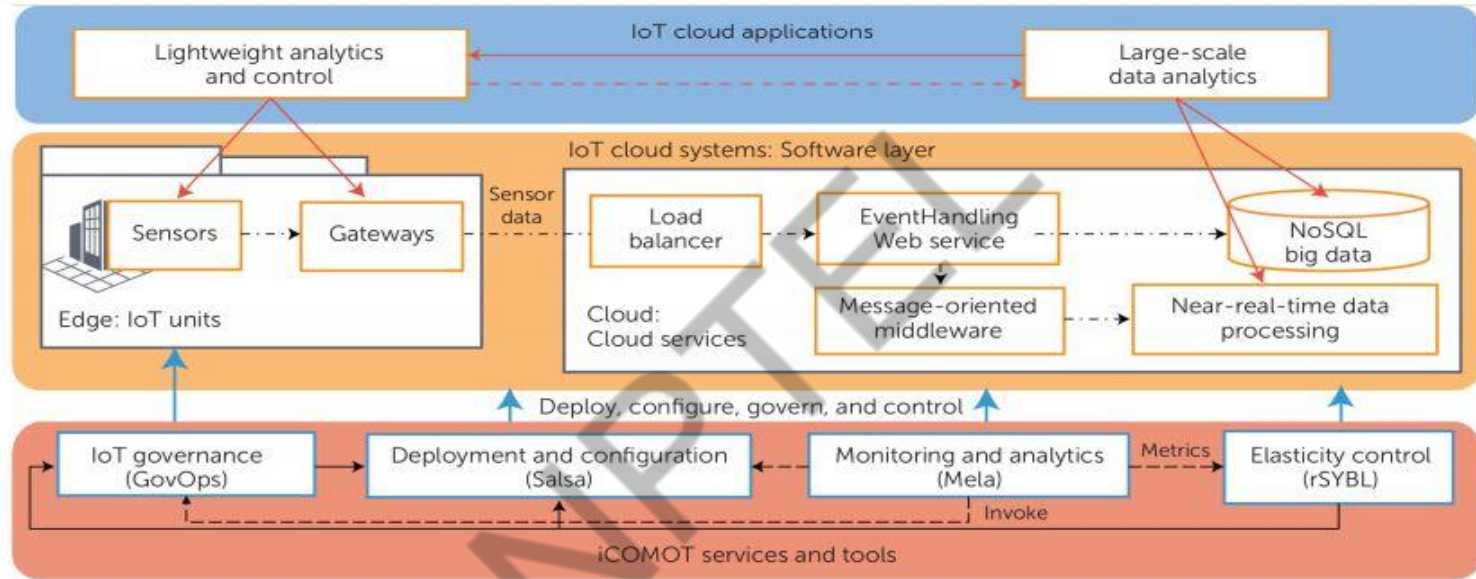 IoT cloud applications
Lightweight analytics
and control
Large-scale
data analytics
IoT cloud systems: Software layer
Sensors
Gateways
Edge: IoT units
Sensor
data
Load
balancer
EventHandling
Web service
NoSQL
big data
Cloud:
Cloud services
Message-oriented
middleware
Near-real-time data
processing
Deploy, configure, govern, and control
IoT governance
(GovOps)
Deployment and configuration
(Salsa)
Monitoring and analytics
(Mela)
Metrics
Elasticity control
(rSYBL)
Invoke
iCOMOT services and tools
NPTEL